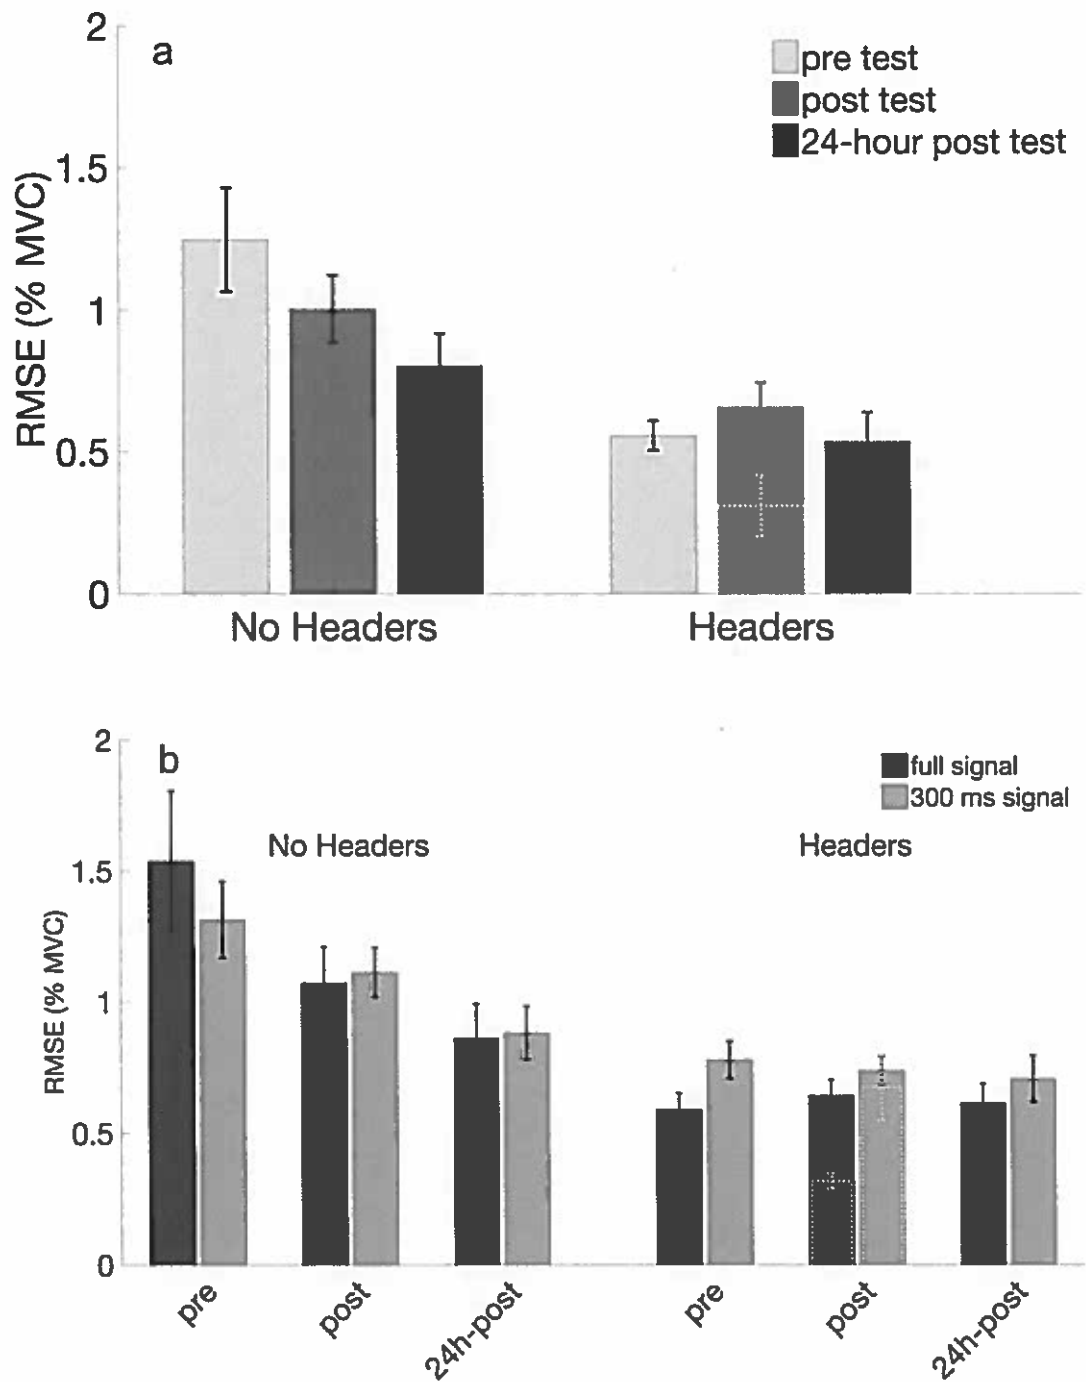 2
a
pre test
post test
24-hour post test
1.5
RMSE (% MVC)
1
0.5
0
No Headers
Headers
2
b
full signal
300 ms signal
No Headers
Headers
1.5
RMSE (% MVC)
1
0.5
0
pre
post
24h-post
pre
post
24h-post